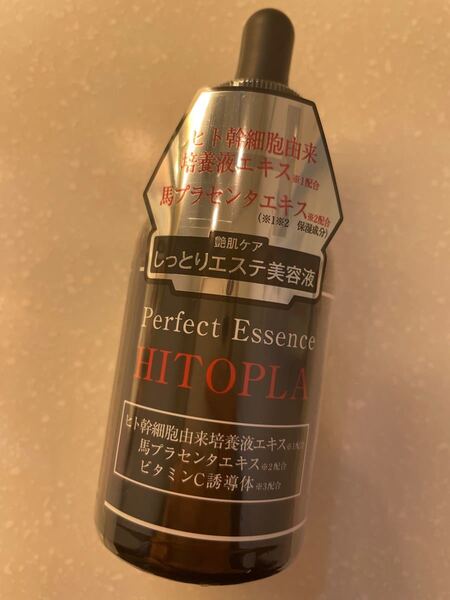 ヒト幹細胞由来
培養液エキス※1配合
馬プラセンタエキス※2配合
(※1※2 保湿成分)
艶肌ケア
しっとりエステ美容液
Perfect Essence
HITOPLA
ヒト幹細胞由来培養液エキス※1配合
馬プラセンタエキス※2配合
ビタミンC誘導体※3配合